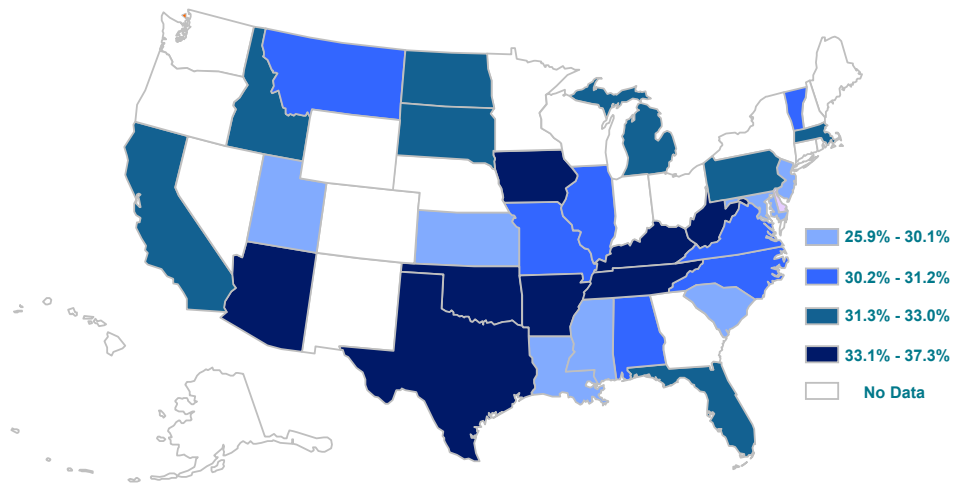 25.9% - 30.1%
30.2% - 31.2%
31.3% - 33.0%
33.1% - 37.3%
No Data